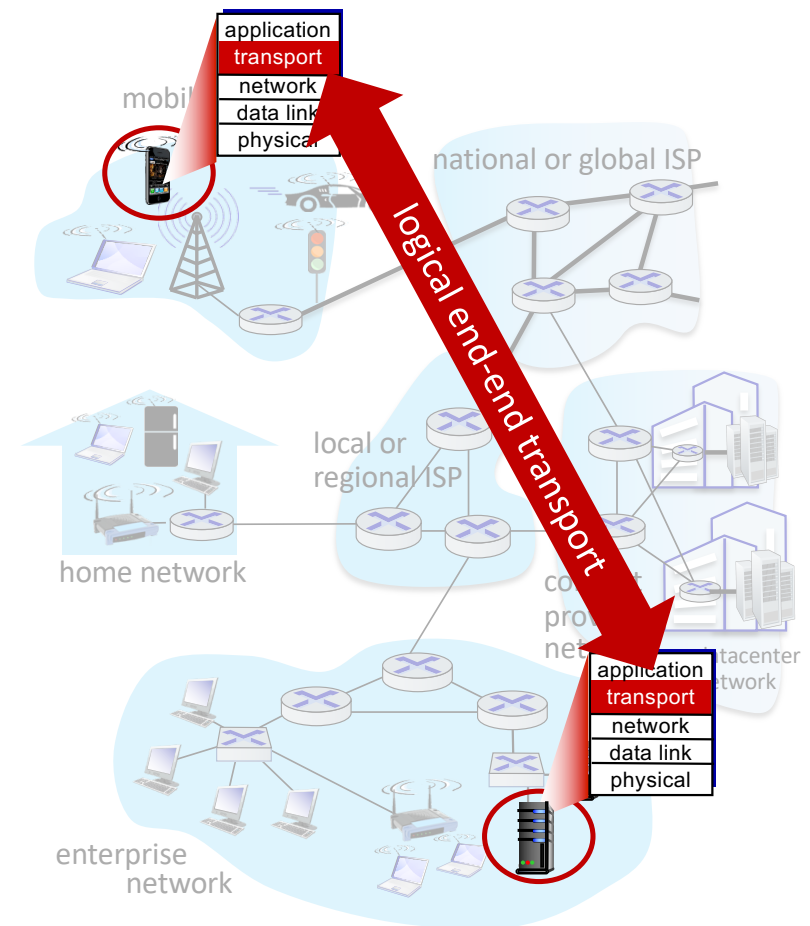 application
transport
network
data link
physical
national or global ISP
logical end-end transport
local or
regional ISP
home network
application
transport
network
data link
physical
network
enterprise
network